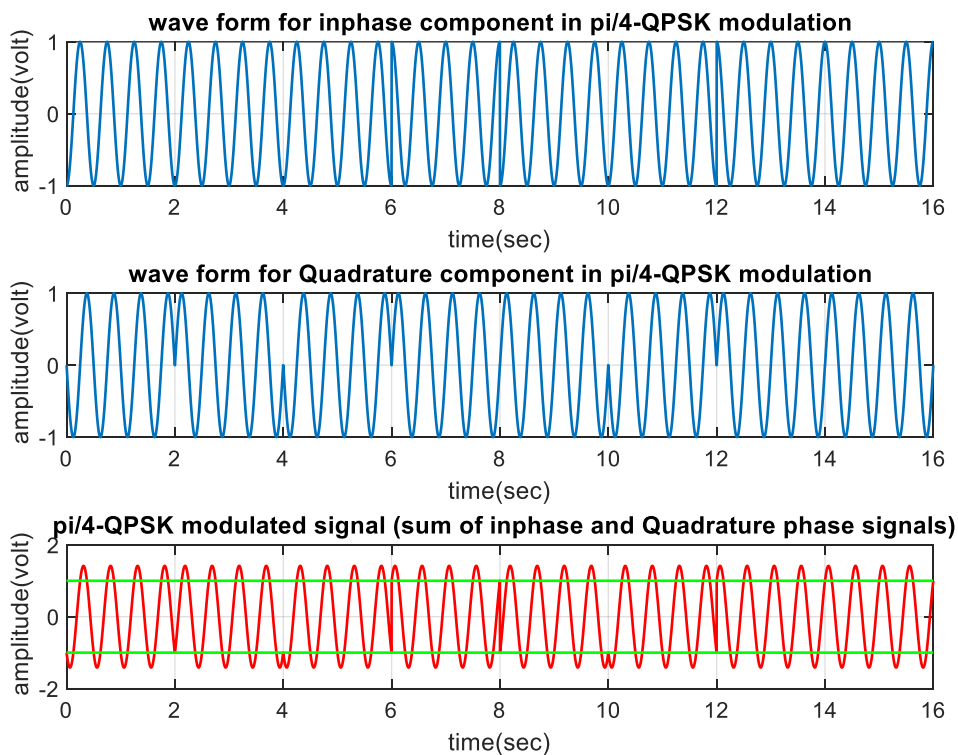 wave form for inphase component in pi/4-QPSK modulation
1
0
-1
amplitude(volt)
0 2 4 6 8 10 12 14 16
time(sec)
wave form for Quadrature component in pi/4-QPSK modulation
1
0
-1
amplitude(volt)
0 2 4 6 8 10 12 14 16
time(sec)
pi/4-QPSK modulated signal (sum of inphase and Quadrature phase signals)
2
0
-2
amplitude(volt)
0 2 4 6 8 10 12 14 16
time(sec)